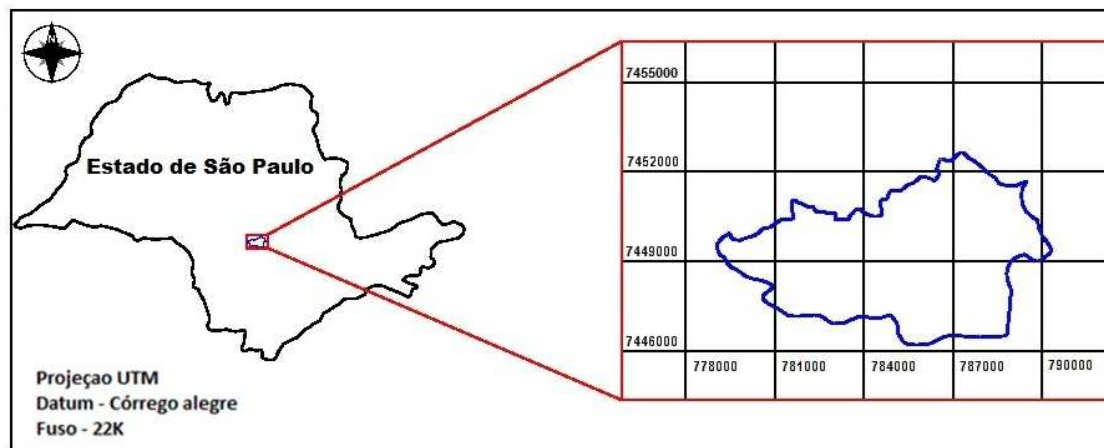 Estado de São Paulo
Projeçao UTM
Datum - Córrego alegre
Fuso - 22K
7455000
7452000
7449000
7446000
778000 781000 784000 787000 790000